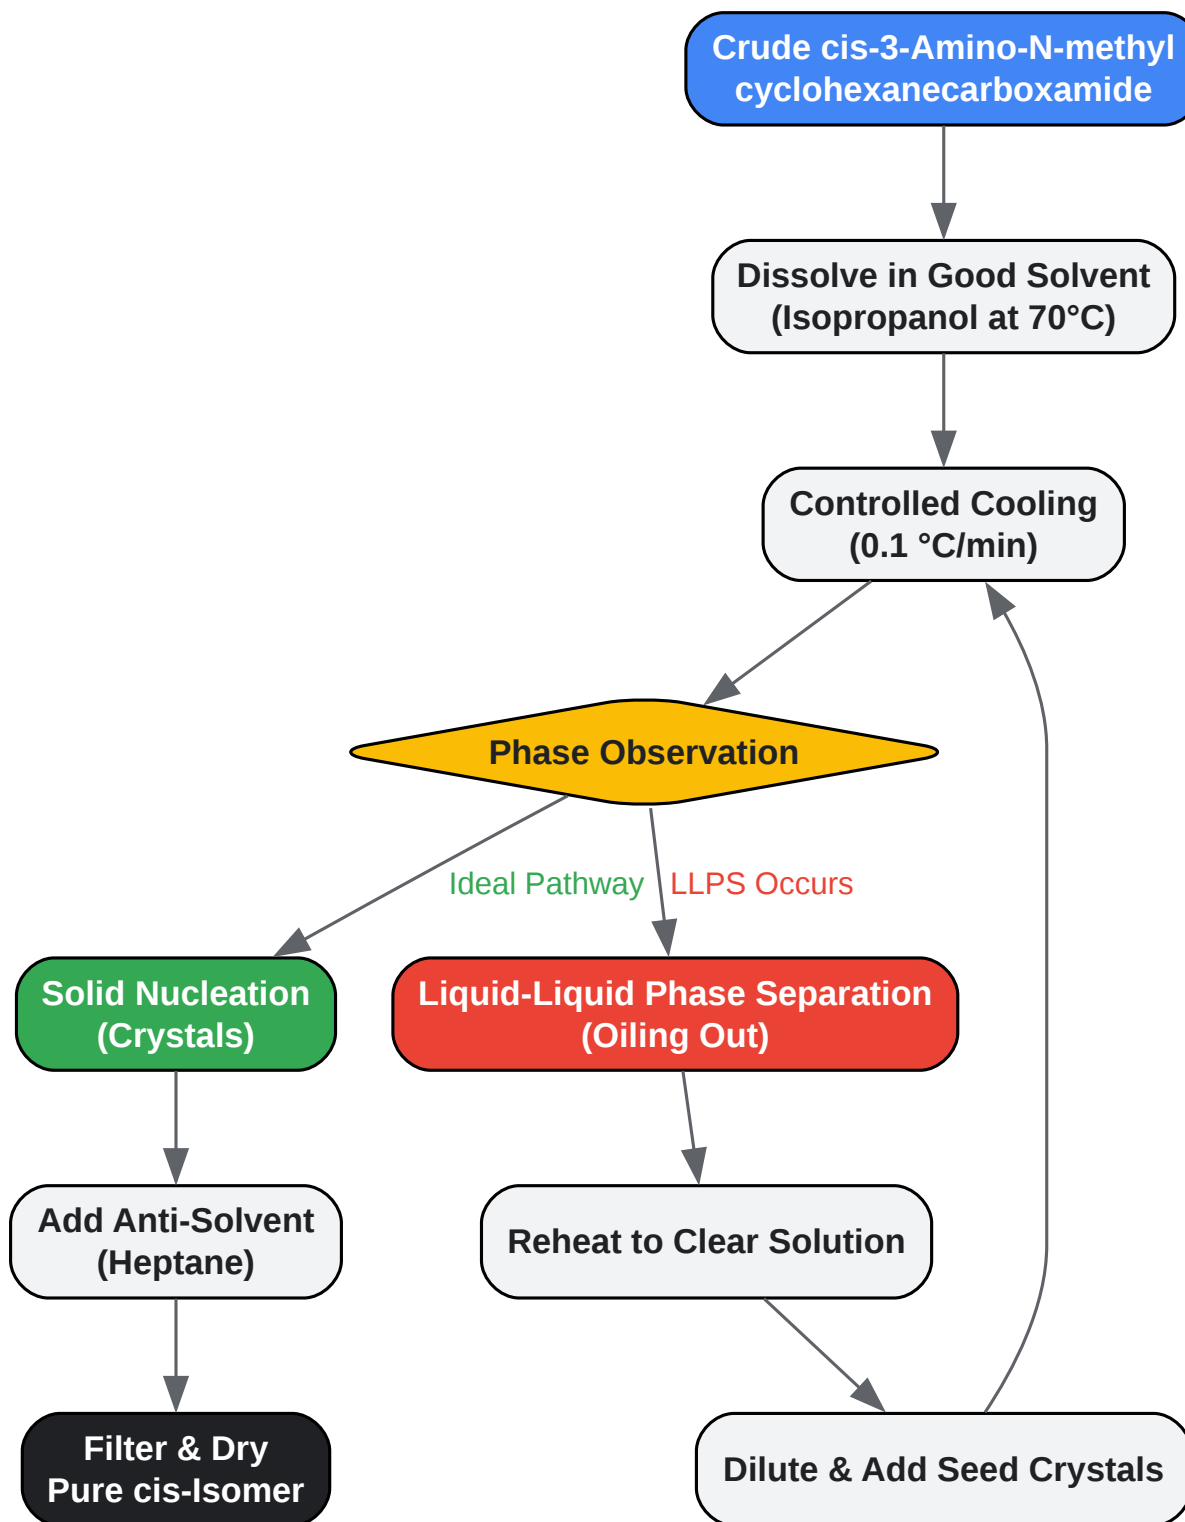 Crude cis-3-Amino-N-methyl
cyclohexanecarboxamide
Dissolve in Good Solvent
(Isopropanol at 70°C)
Controlled Cooling
(0.1 °C/min)
Phase Observation
Ideal Pathway
LLPS Occurs
Solid Nucleation
(Crystals)
Liquid-Liquid Phase Separation
(Oiling Out)
Add Anti-Solvent
(Heptane)
Reheat to Clear Solution
Filter & Dry
Pure cis-Isomer
Dilute & Add Seed Crystals